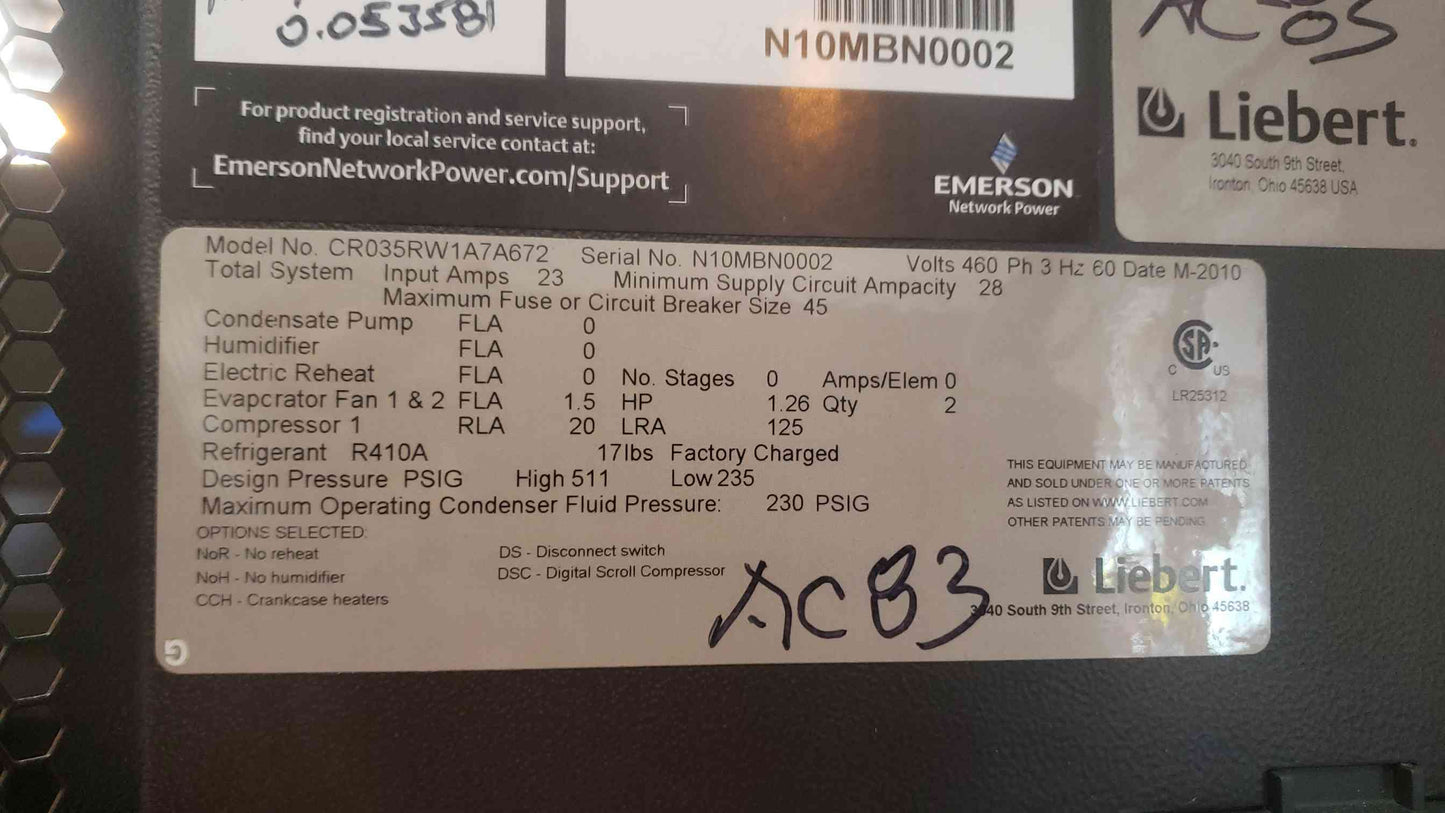 0.053581
N10MBN0002
For product registration and service support,
find your local service contact at:
EmersonNetworkPower.com/Support
EMERSON
Network Power
Liebert.
3040 South 9th Street,
Ironton, Ohio 45638 USA
Model No. CR035RW1A7A672 Serial No. N10MBN0002 Volts 460 Ph 3 Hz 60 Date M-2010
Total System Input Amps 23 Minimum Supply Circuit Ampacity 28
Maximum Fuse or Circuit Breaker Size 45
Condensate Pump FLA 0
Humidifier FLA 0
Electric Reheat FLA 0 No. Stages 0 Amps/Elem 0
Evaporator Fan 1 & 2 FLA 1.5 HP 1.26 Qty 2
Compressor 1 RLA 20 LRA 125
Refrigerant R410A 17lbs Factory Charged
Design Pressure PSIG High 511 Low 235
Maximum Operating Condenser Fluid Pressure: 230 PSIG
OPTIONS SELECTED:
NoR - No reheat
NoH - No humidifier
CCH - Crankcase heaters
DS - Disconnect switch
DSC - Digital Scroll Compressor
SA
C US
LR25312
THIS EQUIPMENT MAY BE MANUFACTURED
AND SOLD UNDER ONE OR MORE PATENTS
AS LISTED ON WWW.LIEBERT.COM
OTHER PATENTS MAY BE PENDING.
Liebert.
3040 South 9th Street, Ironton, Ohio 45638
G